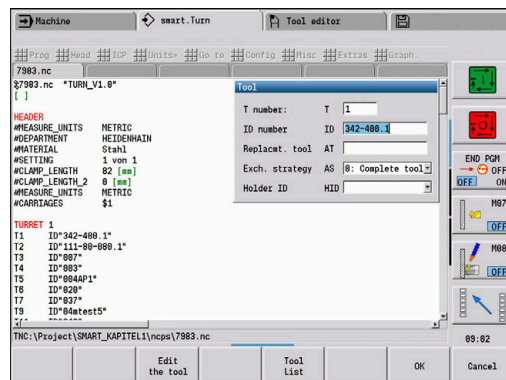 Machine
smart.Turn
Tool editor
Prog Head ICP Units» Go to Config Misc Extras Graph.
7983.nc
%7983.nc "TURN_V1.0"
[ ]
HEADER
#MEASURE_UNITS METRIC
#DEPARTMENT HEIDENHAIN
#MATERIAL Stahl
#SETTING 1 von 1
#CLAMP_LENGTH 82 [mm]
#CLAMP_LENGTH_2 0 [mm]
#MEASURE_UNITS METRIC
#CARRIAGES $1
TURRET 1
T1 ID"342-400.1"
T2 ID"111-80-080.1"
T3 ID"007"
T4 ID"003"
T5 ID"004AP1"
T6 ID"020"
T7 ID"037"
T9 ID"04mtest5"
Tool
T number: T 1
ID number ID 342-400.1
Replacmt. tool AT
Exch. strategy AS 0: Complete tool
Holder ID HID
END PGM
OFF
OFF ON
M07
OFF
M08
OFF
TNC:\Project\SMART_KAPITEL1\ncps\7983.nc
09:02
Edit
the tool
Tool
List
OK
Cancel